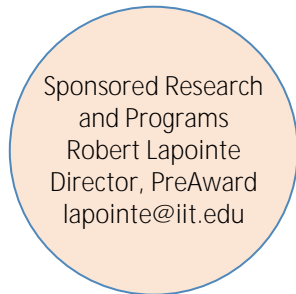 Sponsored Research
and Programs
Robert Lapointe
Director, PreAward
lapointe@iit.edu